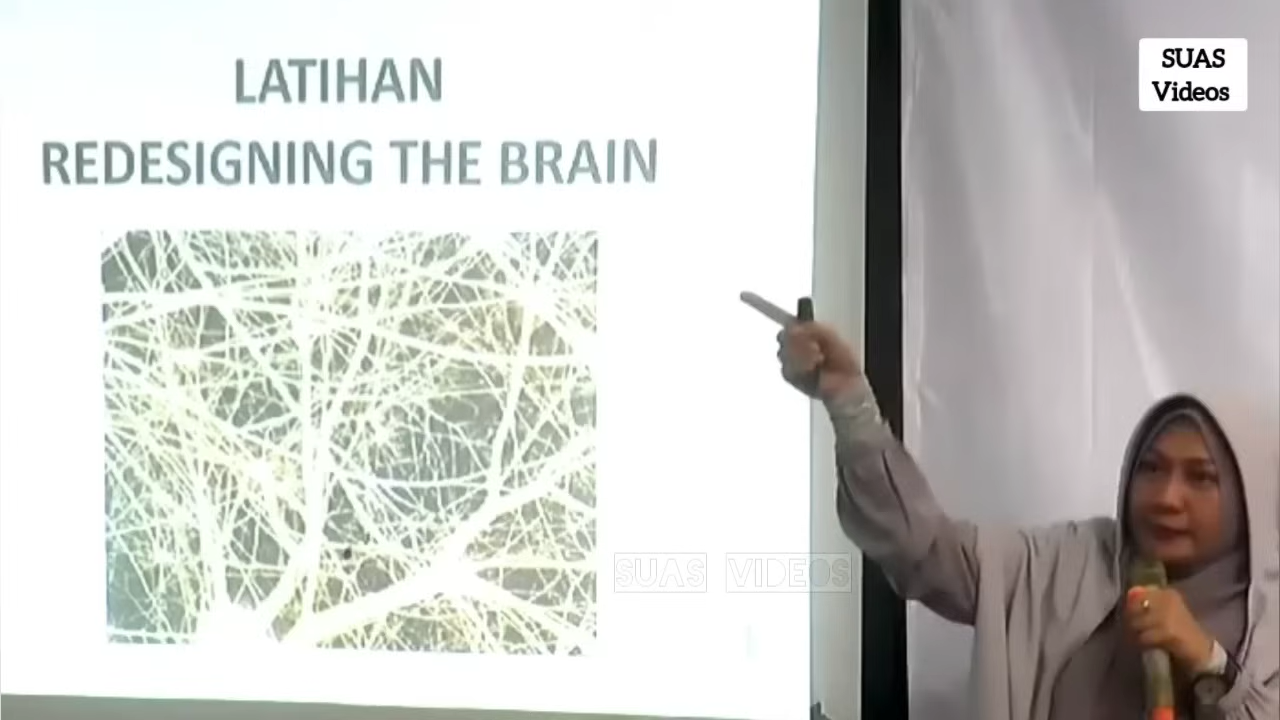 LATIHAN
REDESIGNING THE BRAIN
SUAS
Videos
SUAS VIDEOS